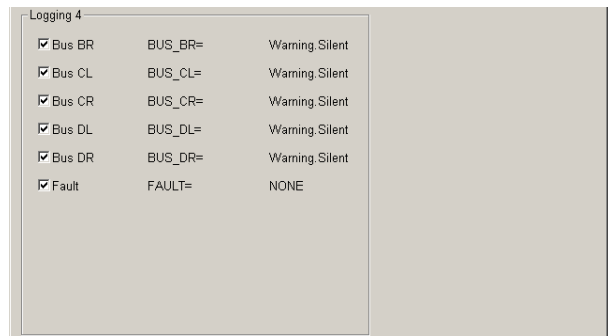 Logging 4
Bus BR BUS_BR= Warning.Silent
Bus CL BUS_CL= Warning.Silent
Bus CR BUS_CR= Warning.Silent
Bus DL BUS_DL= Warning.Silent
Bus DR BUS_DR= Warning.Silent
Fault FAULT= NONE